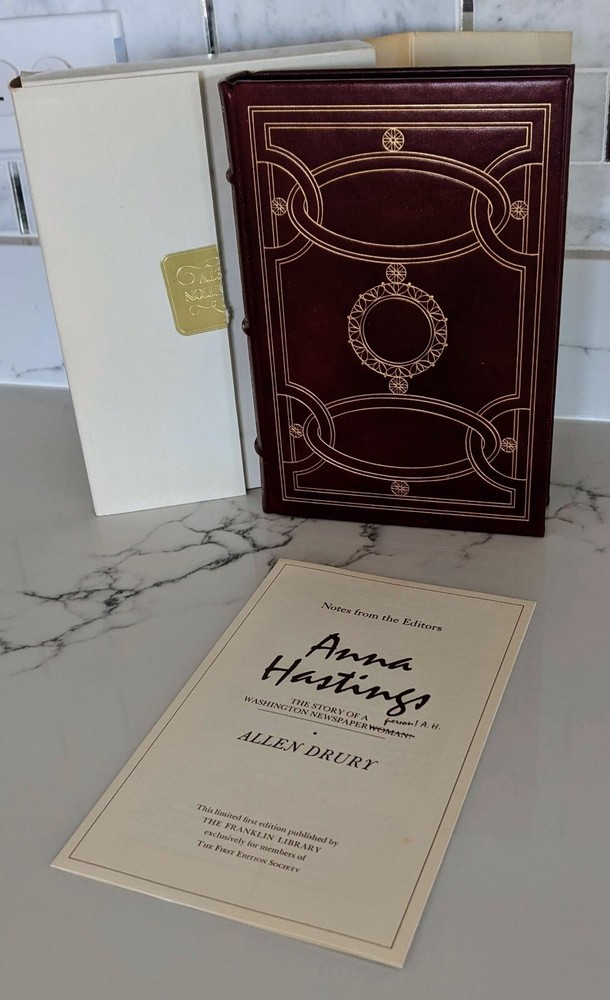 Notes from the Editors
Anna
Hastings
THE STORY OF A
person! A.H.
WASHINGTON NEWSPAPERWOMAN!
ALLEN DRURY
This limited first edition published by
THE FRANKLIN LIBRARY
exclusively for members of
THE FIRST EDITION SOCIETY